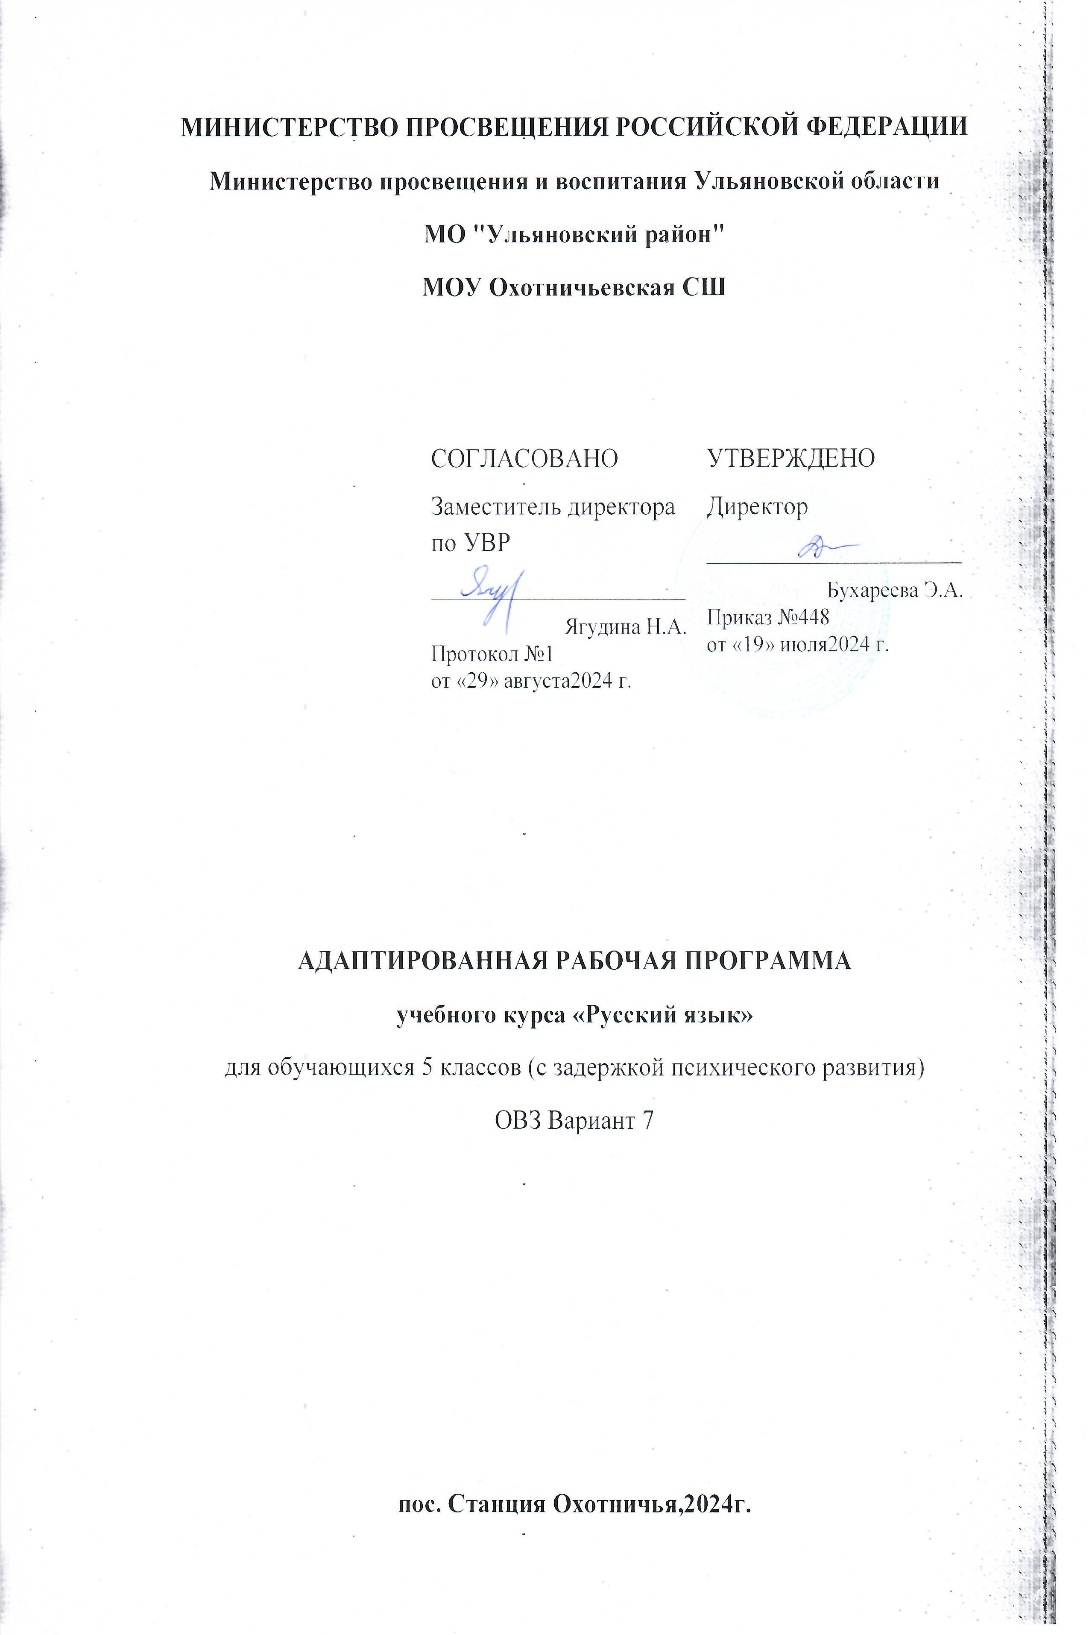 МИНИСТЕРСТВО ПРОСВЕЩЕНИЯ РОССИЙСКОЙ ФЕДЕРАЦИИ
Министерство просвещения и воспитания Ульяновской области
МО "Ульяновский район"
МОУ Охотничьевская СШ
СОГЛАСОВАНО
Заместитель директора
по УВР
Ягудина Н.А.
Протокол №1
от «29» августа2024 г.
УТВЕРЖДЕНО
Директор
Бухареева Э.А.
Приказ №448
от «19» июля2024 г.
АДАПТИРОВАННАЯ РАБОЧАЯ ПРОГРАММА
учебного курса «Русский язык»
для обучающихся 5 классов (с задержкой психического развития)
ОВЗ Вариант 7
пос. Станция Охотничья,2024г.